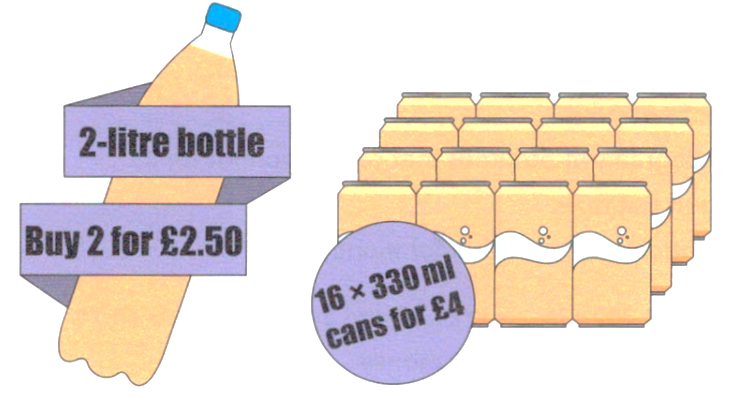 2-litre bottle
Buy 2 for £2.50
16 × 330 ml
cans for £4